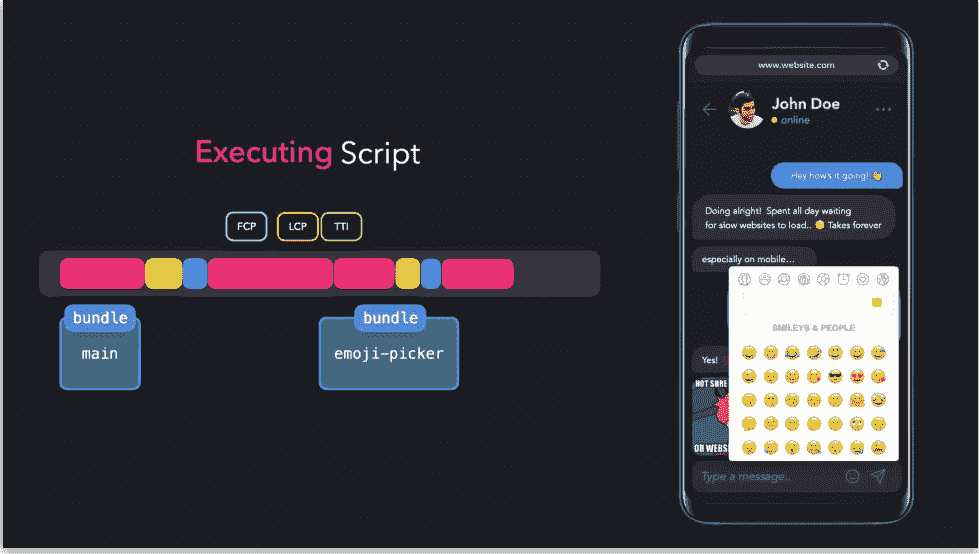 Executing Script
FCP
LCP
TTI
bundle
main
bundle
emoji-picker
www.website.com
John Doe
online
Hey how's it going! 👋
Doing alright! Spent all day waiting
for slow websites to load.. Takes forever
especially on mobile...
SMILEYS & PEOPLE
Yes!
NOT SURE
OR WEBS
Type a message..